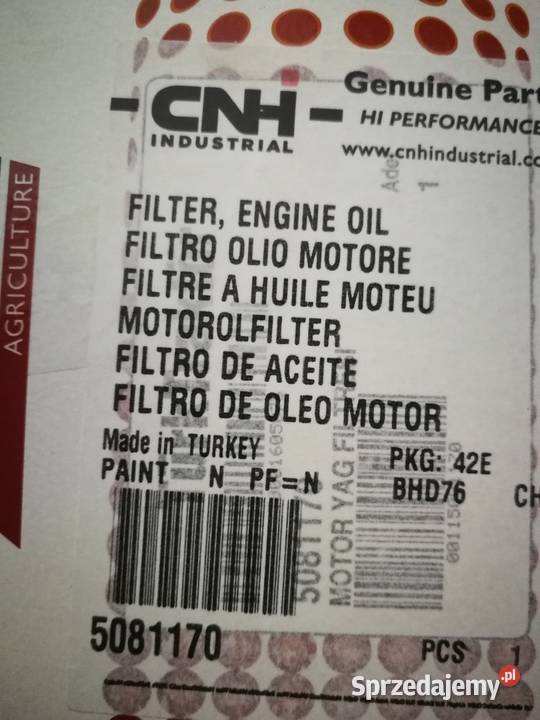 CNH
INDUSTRIAL
Genuine Part
HI PERFORMANCE
www.cnhindustrial.co
AGRICULTURE
FILTER, ENGINE OIL
FILTRO OLIO MOTORE
FILTRE A HUILE MOTEU
MOTOROLFILTER
FILTRO DE ACEITE
FILTRO DE OLEO MOTOR
Made in TURKEY
PAINT N PF=N
PKG: 42E
BHD76
CH
5081170
PCS 1
Sprzedajemy.pl